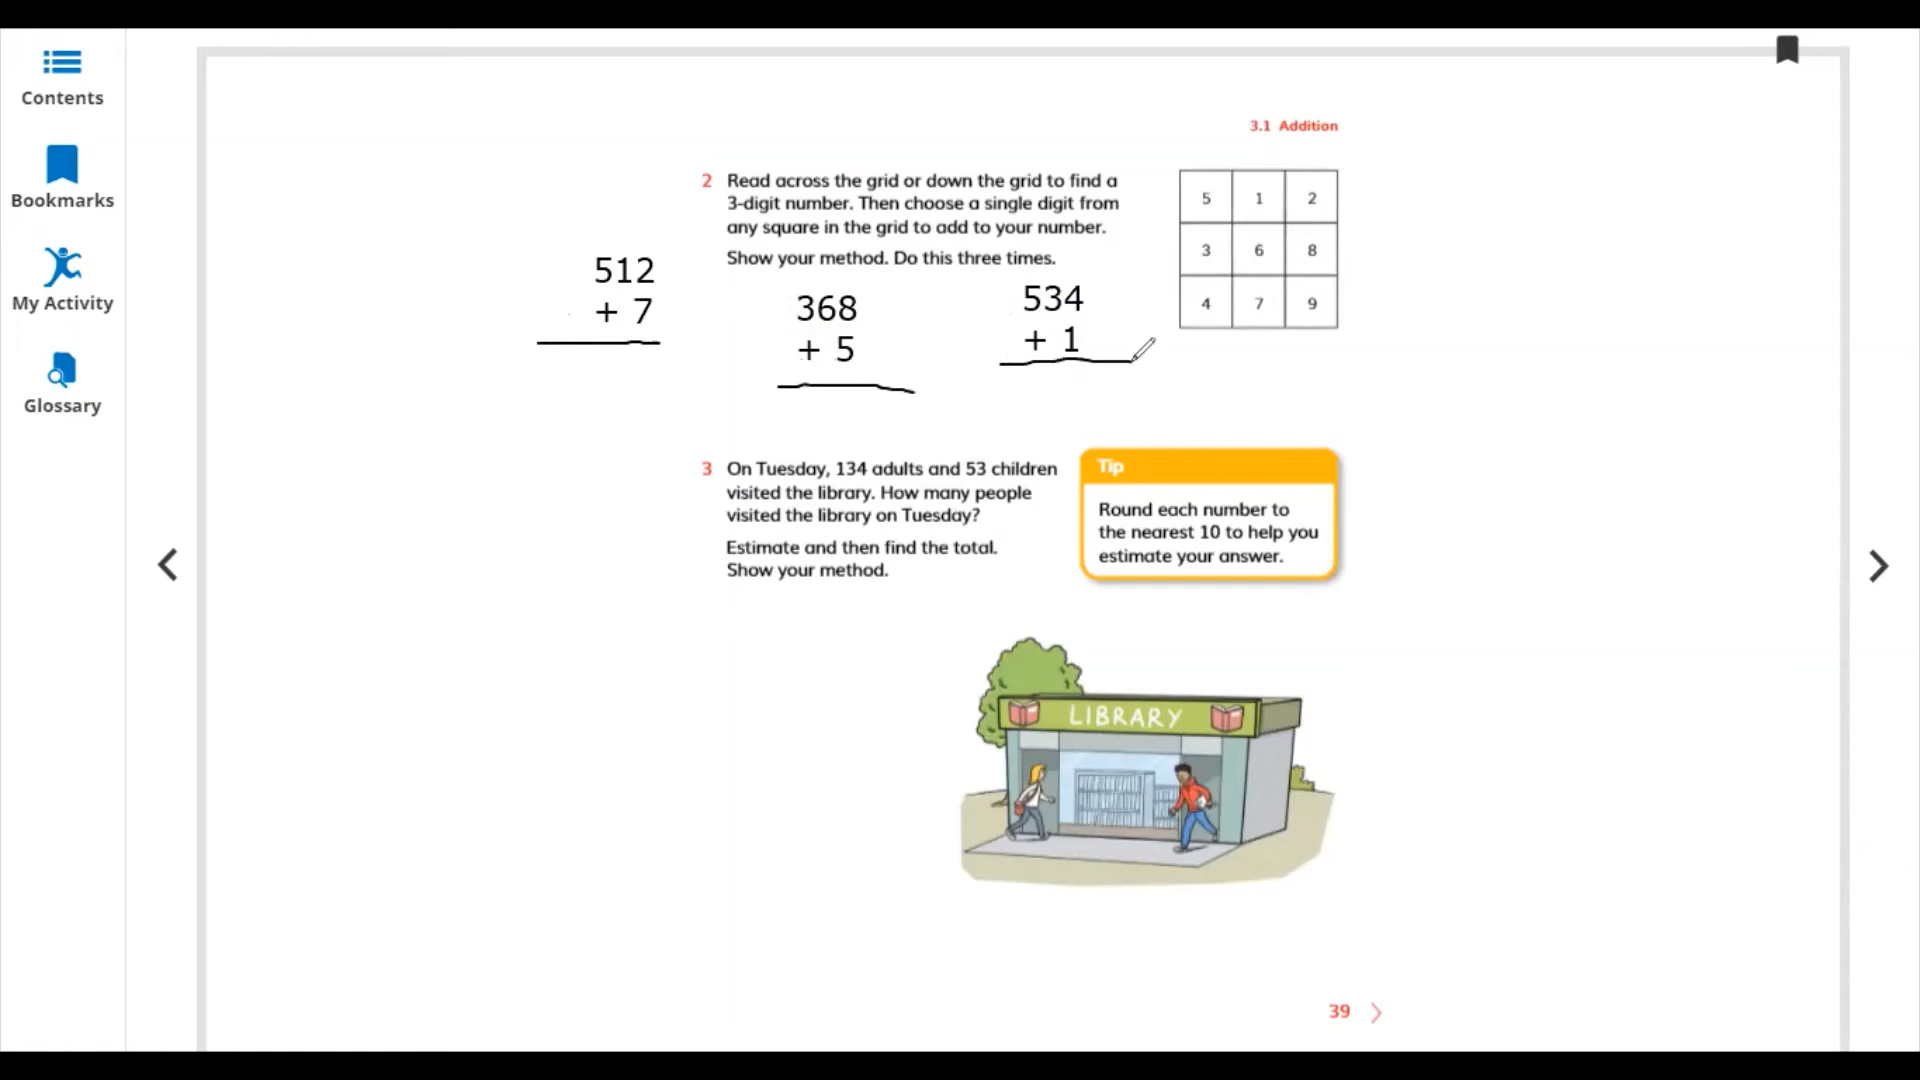 Contents
Bookmarks
My Activity
Glossary
3.1 Addition
2 Read across the grid or down the grid to find a
3-digit number. Then choose a single digit from
any square in the grid to add to your number.
Show your method. Do this three times.
5 1 2
3 6 8
4 7 9
512
+ 7
368
+ 5
534
+ 1
3 On Tuesday, 134 adults and 53 children
visited the library. How many people
visited the library on Tuesday?
Estimate and then find the total.
Show your method.
Tip
Round each number to
the nearest 10 to help you
estimate your answer.
LIBRARY
39